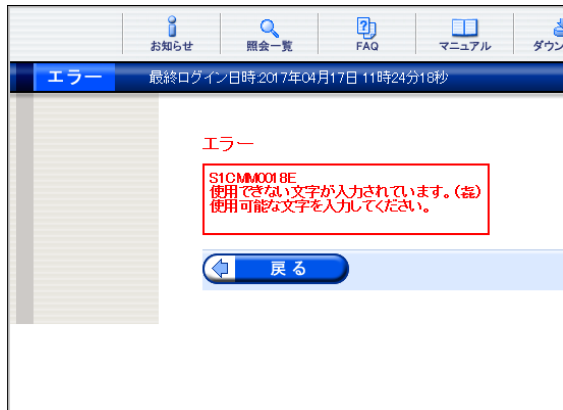 お知らせ
照会一覧
FAQ
マニュアル
ダウン
エラー
最終ログイン日時:2017年04月17日 11時24分18秒
エラー
S1CMM0018E
使用できない文字が入力されています。(㐂)
使用可能な文字を入力してください。
戻る